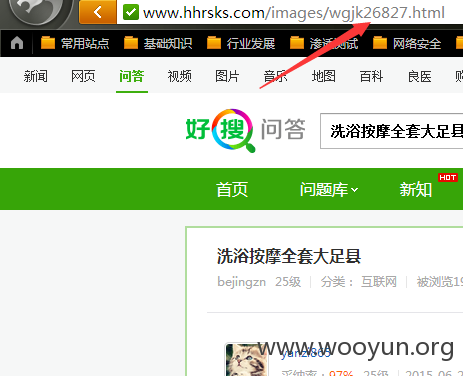 www.hhrsks.com/images/wgjk26827.html
常用站点 基础知识 行业发展 渗透测试 网络安全
新闻 网页 问答 视频 图片 音乐 地图 百科 良医
好搜 问答 洗浴按摩全套大足县
首页 问题库 新知 HOT
洗浴按摩全套大足县
bejingzn 25级 分类： 互联网 被浏览19
yanzi865
www.wooyun.org
采纳率：97% 25级 2015-06-2